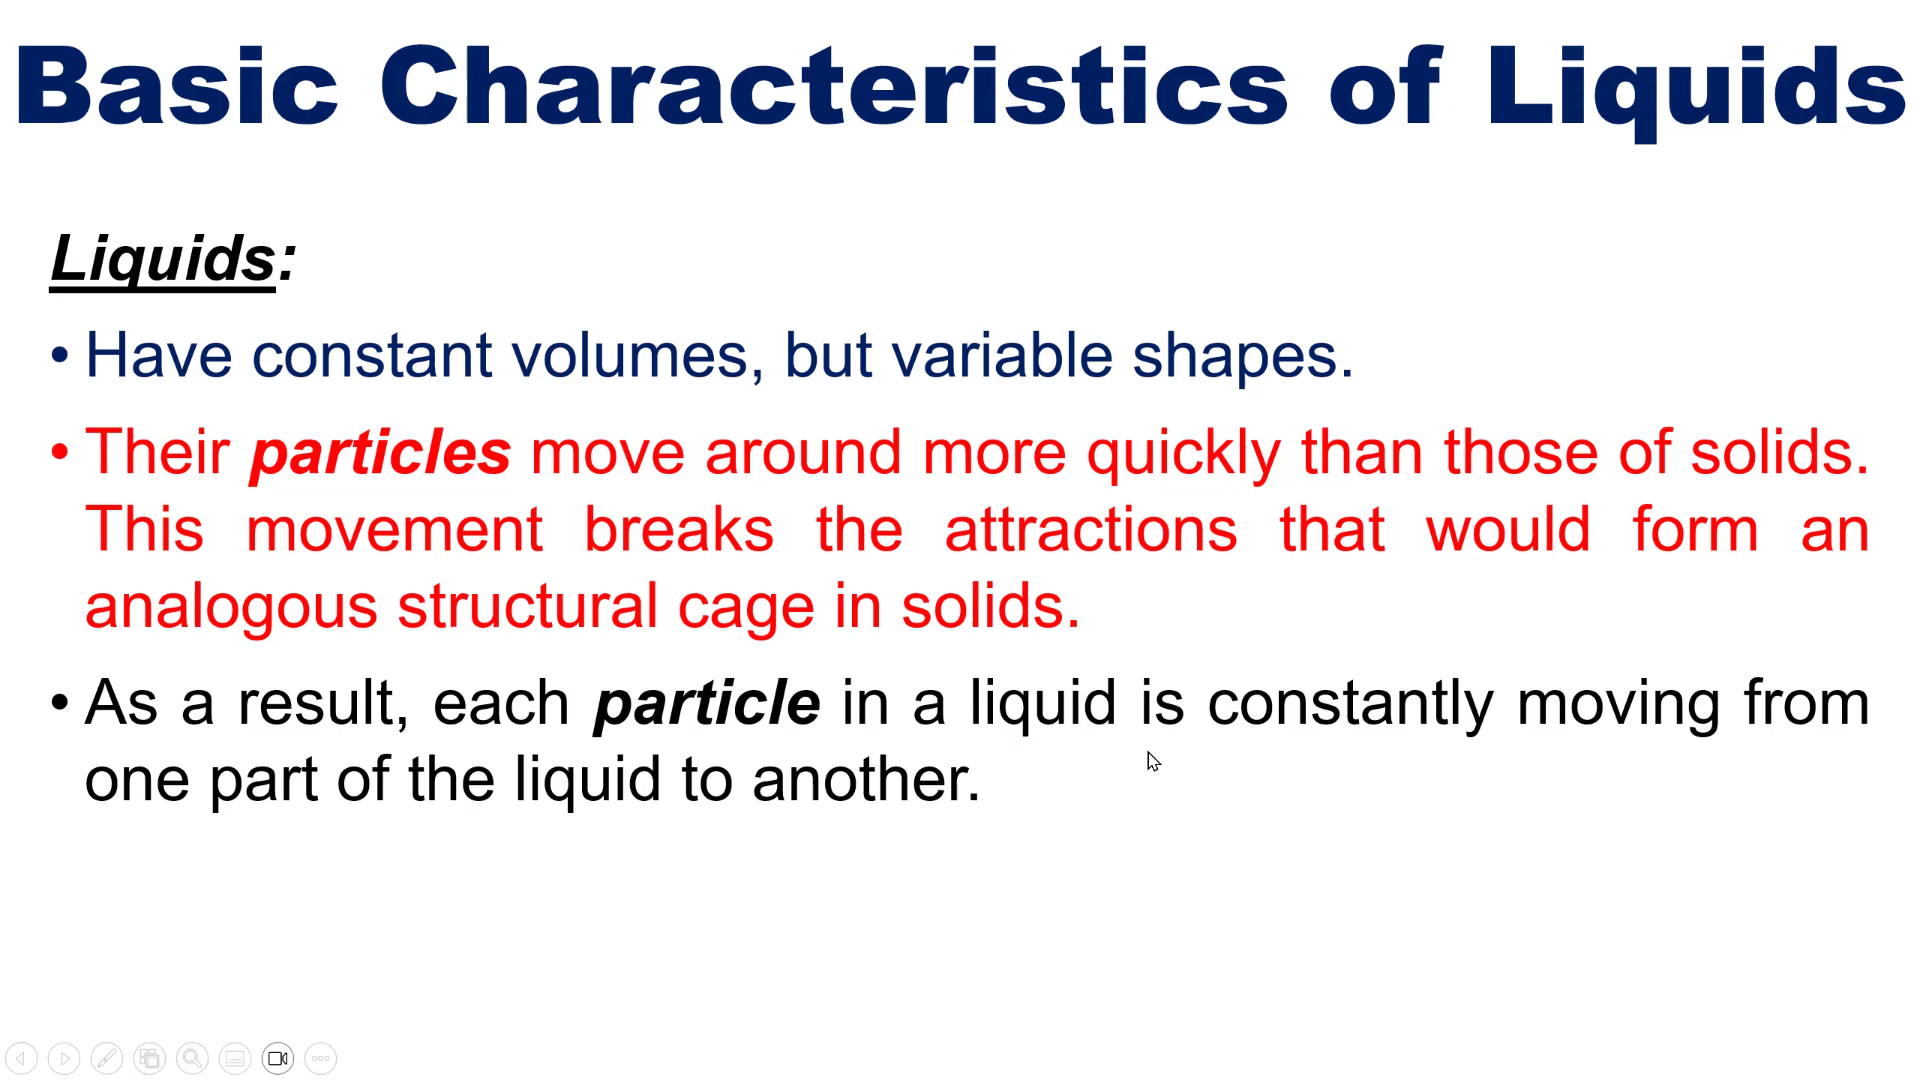 Basic Characteristics of Liquids
Liquids:
• Have constant volumes, but variable shapes.
• Their particles move around more quickly than those of solids.
This movement breaks the attractions that would form an
analogous structural cage in solids.
• As a result, each particle in a liquid is constantly moving from
one part of the liquid to another.